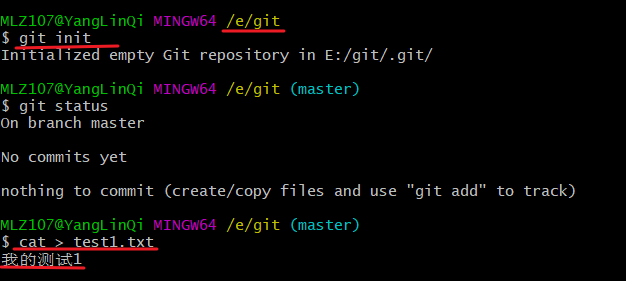 MLZ107@YangLinQi MINGW64 /e/git
$ git init
Initialized empty Git repository in E:/git/.git/
MLZ107@YangLinQi MINGW64 /e/git (master)
$ git status
On branch master
No commits yet
nothing to commit (create/copy files and use "git add" to track)
MLZ107@YangLinQi MINGW64 /e/git (master)
$ cat > test1.txt
我的测试1